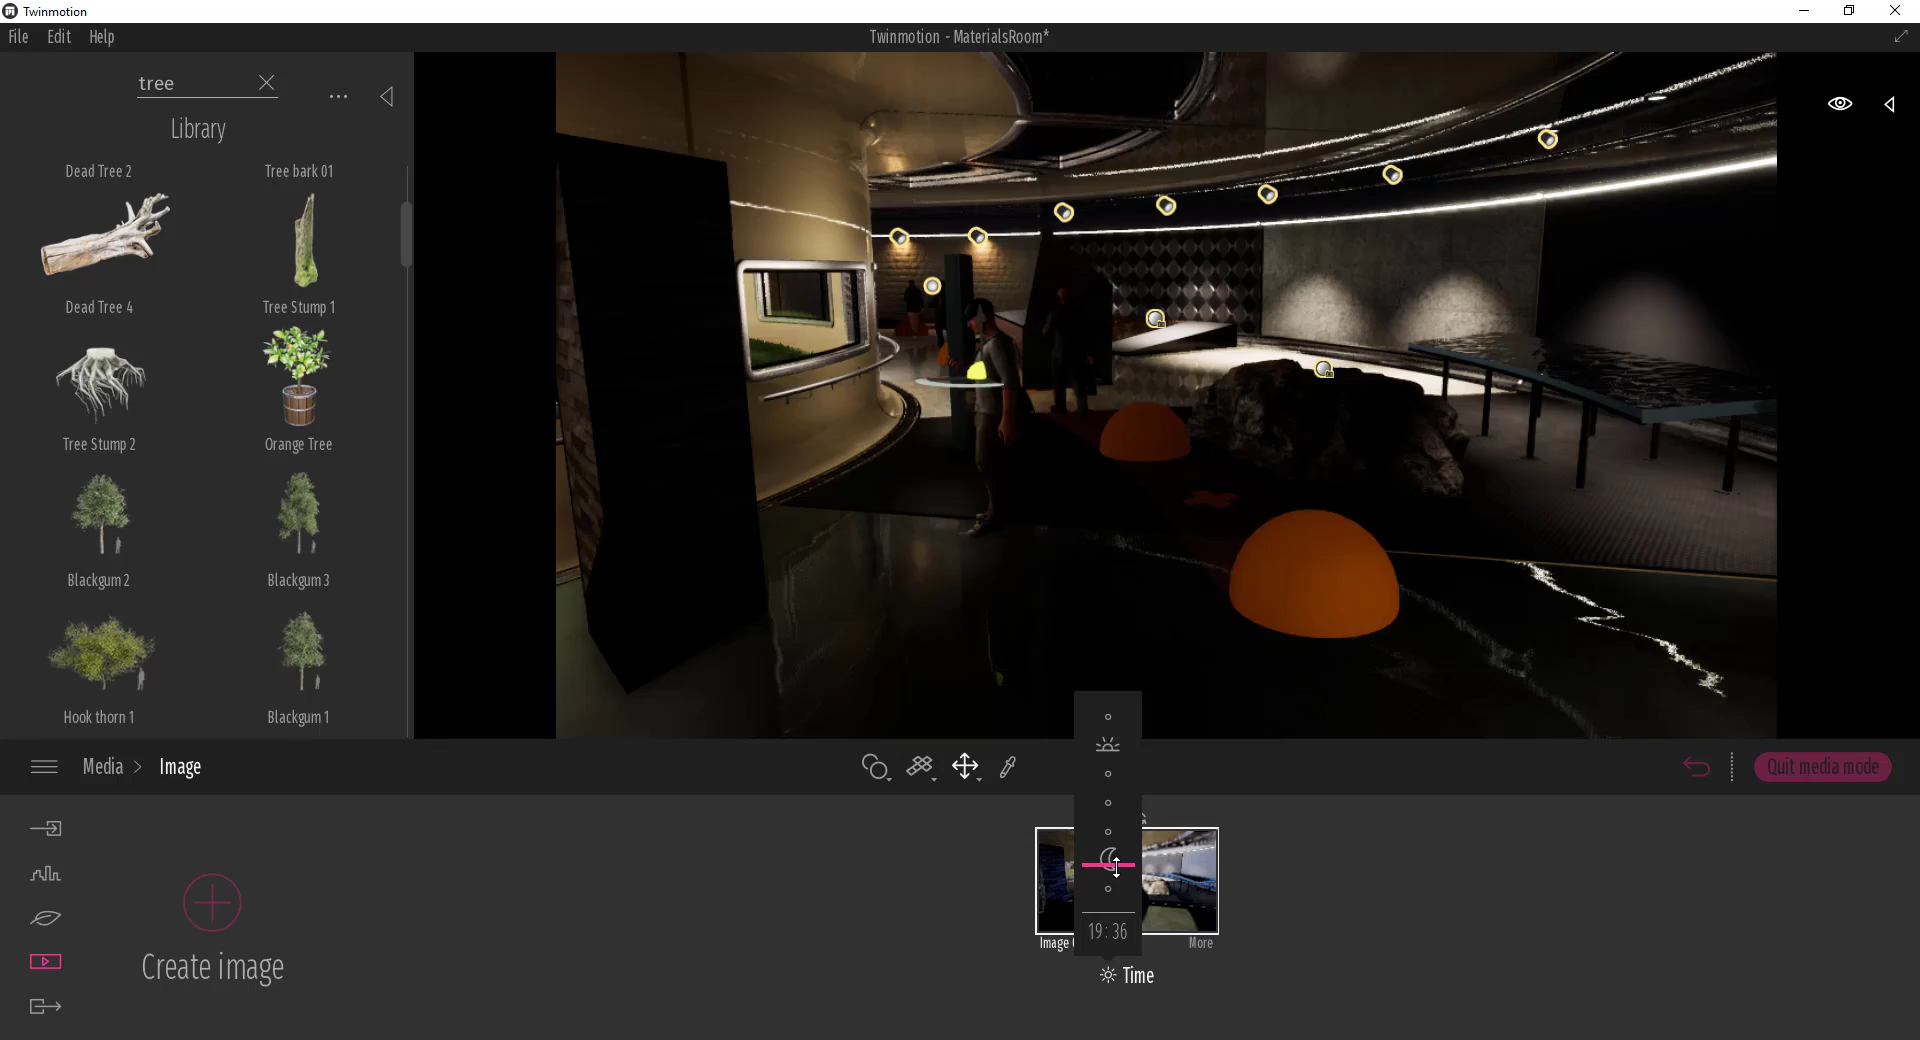 Twinmotion
File Edit Help
Twinmotion - MaterialsRoom*
tree
Library
Dead Tree 2
Tree bark 01
Dead Tree 4
Tree Stump 1
Tree Stump 2
Orange Tree
Blackgum 2
Blackgum 3
Hook thorn 1
Blackgum 1
Media > Image
Quit media mode
Create image
19:36
Image
More
Time